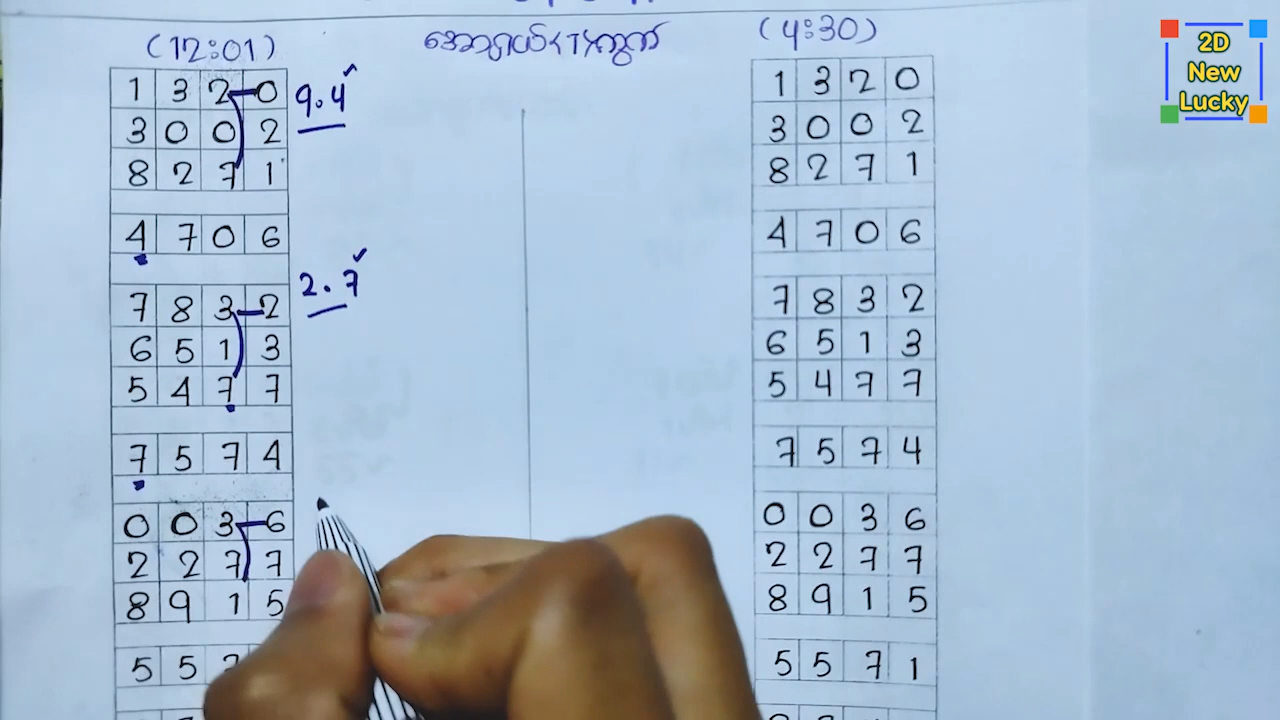 (12:01)
(4:30)
2D
New
Lucky
1 3 2 0
9.4
3 0 0 2
8 2 7 1
4 7 0 6
2.7
7 8 3 2
6 5 1 3
5 4 7 7
7 5 7 4
0 0 3 6
2 2 7 7
8 9 1 5
5 5 7
1 3 2 0
3 0 0 2
8 2 7 1
4 7 0 6
7 8 3 2
6 5 1 3
5 4 7 7
7 5 7 4
0 0 3 6
2 2 7 7
8 9 1 5
5 5 7 1